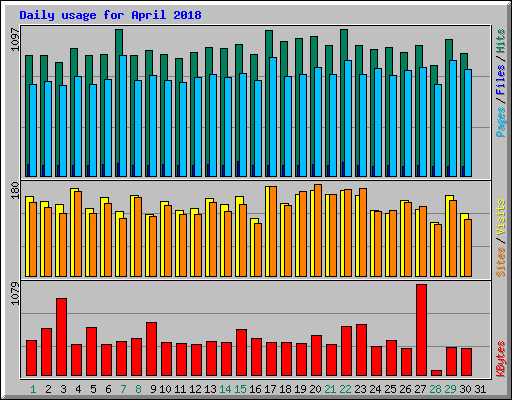 Daily usage for April 2018
1097
Pages / Files / Hits
180
Sites / Visits
1079
KBytes
1 2 3 4 5 6 7 8 9 10 11 12 13 14 15 16 17 18 19 20 21 22 23 24 25 26 27 28 29 30 31